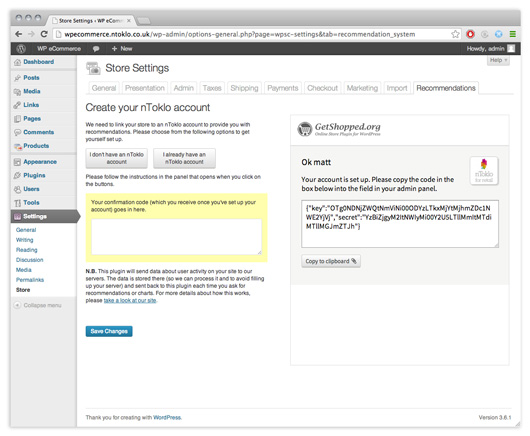 Store Settings ‹ WP eCommerce
wpecommerce.ntoklo.co.uk/wp-admin/options-general.php?page=wpsc-settings&tab=recommendation_system
WP eCommerce
+ New
Howdy, admin
Help
Dashboard
Posts
Media
Links
Pages
Comments
Products
Appearance
Plugins
Users
Tools
Settings
General
Writing
Reading
Discussion
Media
Permalinks
Store
Collapse menu
Store Settings
General Presentation Admin Taxes Shipping Payments Checkout Marketing Import Recommendations
Create your nToklo account
We need to link your store to an nToklo account to provide you with
recommendations. Please choose from the following options to get
yourself set up.
I don't have an nToklo
account
I already have an
nToklo account
Please follow the instructions in the panel that opens when you click on
the buttons.
Your confirmation code (which you receive once you've set up your
account) goes in here.
N.B. This plugin will send data about user activity on your site to our
servers. The data is stored there (so we can process it and to avoid filling
up your server) and sent back to this plugin each time you ask for
recommendations or charts. For more details about how this works,
please take a look at our site.
Save Changes
GetShopped.org
Online Store Plugin for WordPress
Ok matt
Your account is set up. Please copy the code in
the box below into the field in your admin panel.
nToklo
Copy to clipboard
Thank you for creating with WordPress.
Version 3.6.1